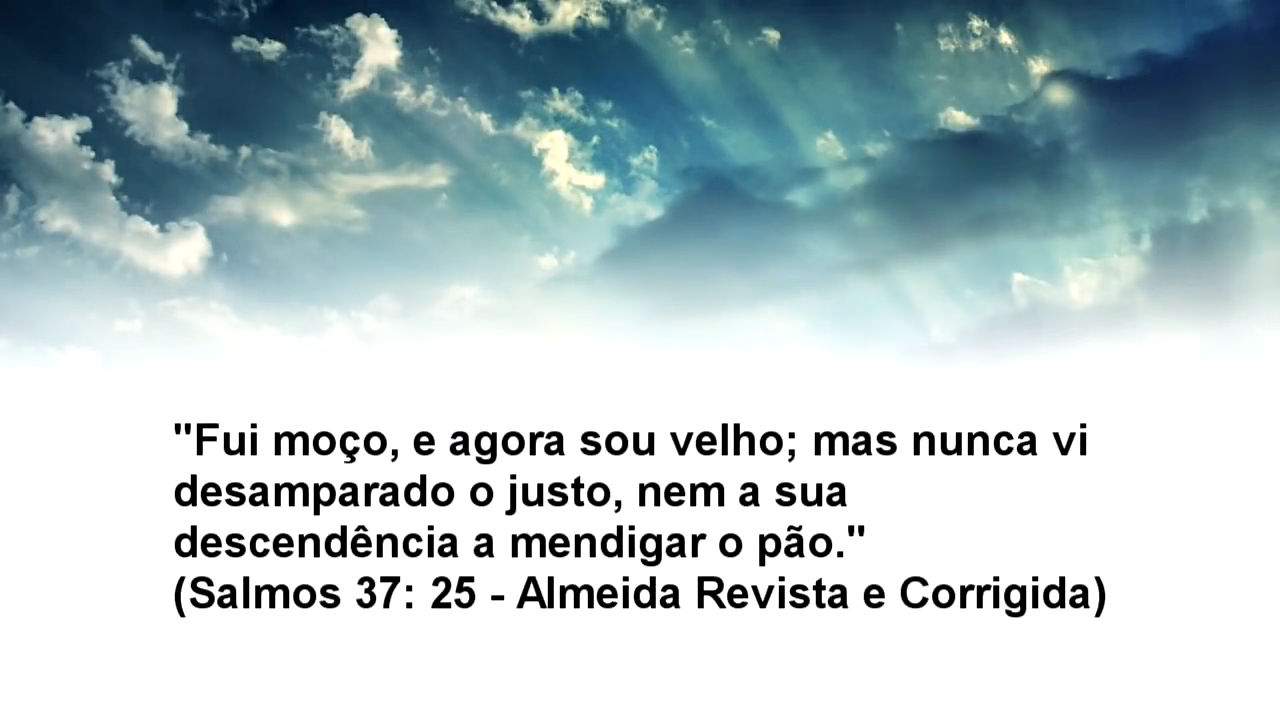 "Fui moço, e agora sou velho; mas nunca vi
desamparado o justo, nem a sua
descendência a mendigar o pão."
(Salmos 37: 25 - Almeida Revista e Corrigida)